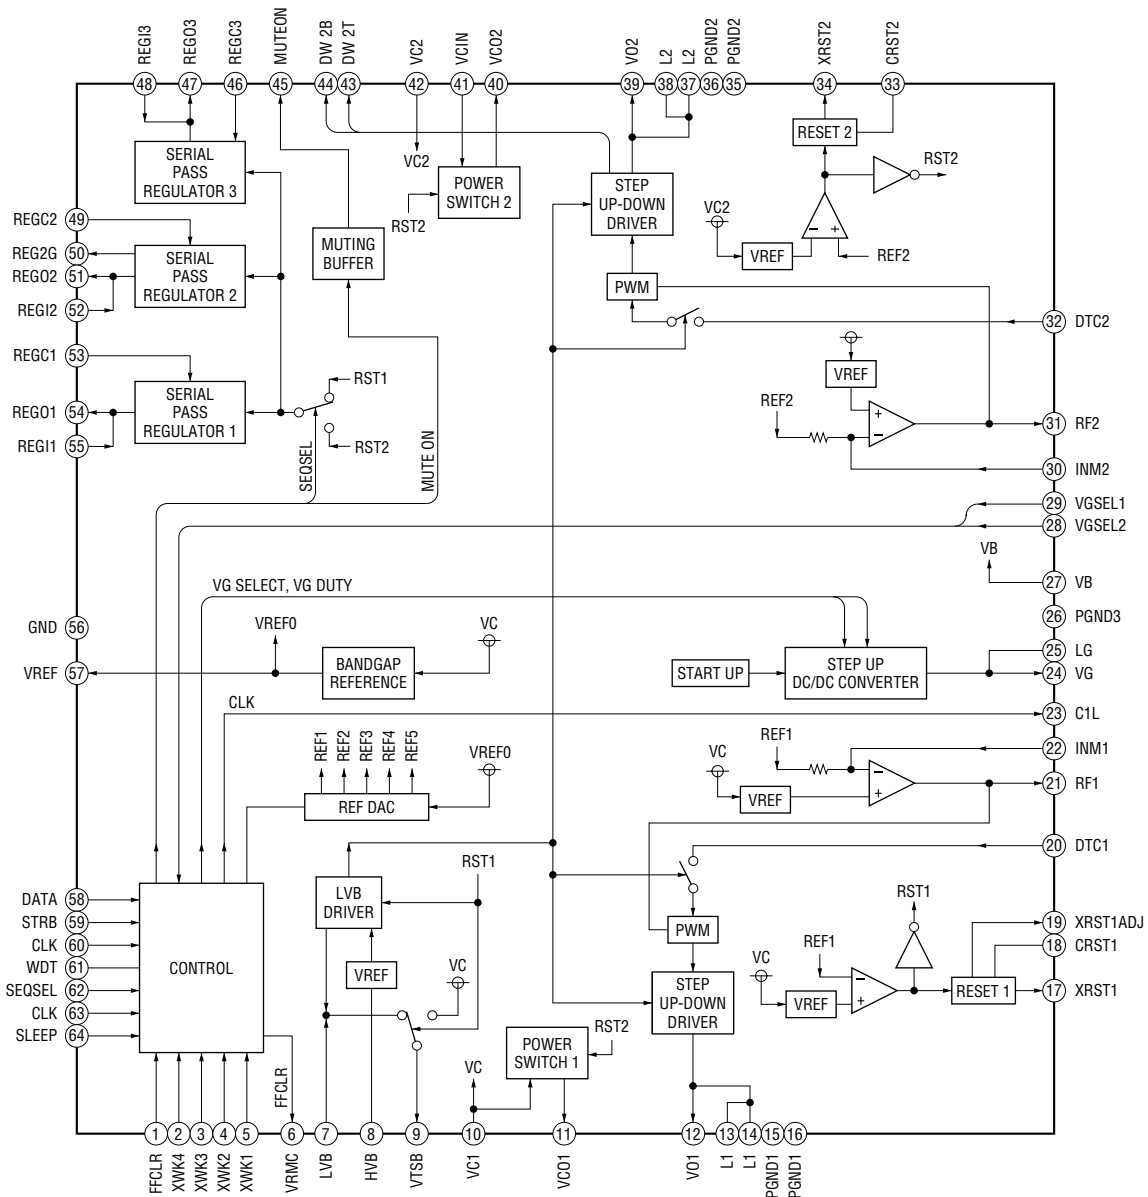 REGI3
REGO3
REGC3
MUTEON
DW 2B
DW 2T
VC2
VCIN
VCO2
VO2
L2
L2
PGND2
PGND2
XRST2
CRST2
48
47
46
45
44
43
42
41
40
39
38
37
36
35
34
33
SERIAL
PASS
REGULATOR 3
VC2
RST2
POWER
SWITCH 2
STEP
UP-DOWN
DRIVER
RESET 2
RST2
VC2
VREF
REF2
REGC2
49
REG2G
50
REGO2
51
REGI2
52
SERIAL
PASS
REGULATOR 2
MUTING
BUFFER
PWM
32
DTC2
REGC1
53
REGO1
54
REGI1
55
SERIAL
PASS
REGULATOR 1
RST1
RST2
SEQSEL
MUTE ON
VREF
REF2
+
−
31
RF2
30
INM2
29
VGSEL1
28
VGSEL2
VB
27
VB
26
PGND3
VG SELECT, VG DUTY
GND
56
VREF
57
VREF0
BANDGAP
REFERENCE
VC
START UP
STEP UP
DC/DC CONVERTER
25
LG
24
VG
CLK
23
C1L
REF1
REF2
REF3
REF4
REF5
VREF0
REF DAC
VC
VREF
REF1
−
+
22
INM1
21
RF1
20
DTC1
DATA
58
STRB
59
CLK
60
WDT
61
SEQSEL
62
CLK
63
SLEEP
64
CONTROL
LVB
DRIVER
RST1
VREF
VC
PWM
STEP
UP-DOWN
DRIVER
RST1
REF1
VC
VREF
−
+
RESET 1
19
XRST1ADJ
18
CRST1
17
XRST1
FFCLR
VC
POWER
SWITCH 1
RST2
1
2
3
4
5
6
7
8
9
10
11
12
13
14
15
16
FFCLR
XWK4
XWK3
XWK2
XWK1
VRMC
LVB
HVB
VTSB
VC1
VCO1
VO1
L1
L1
PGND1
PGND1